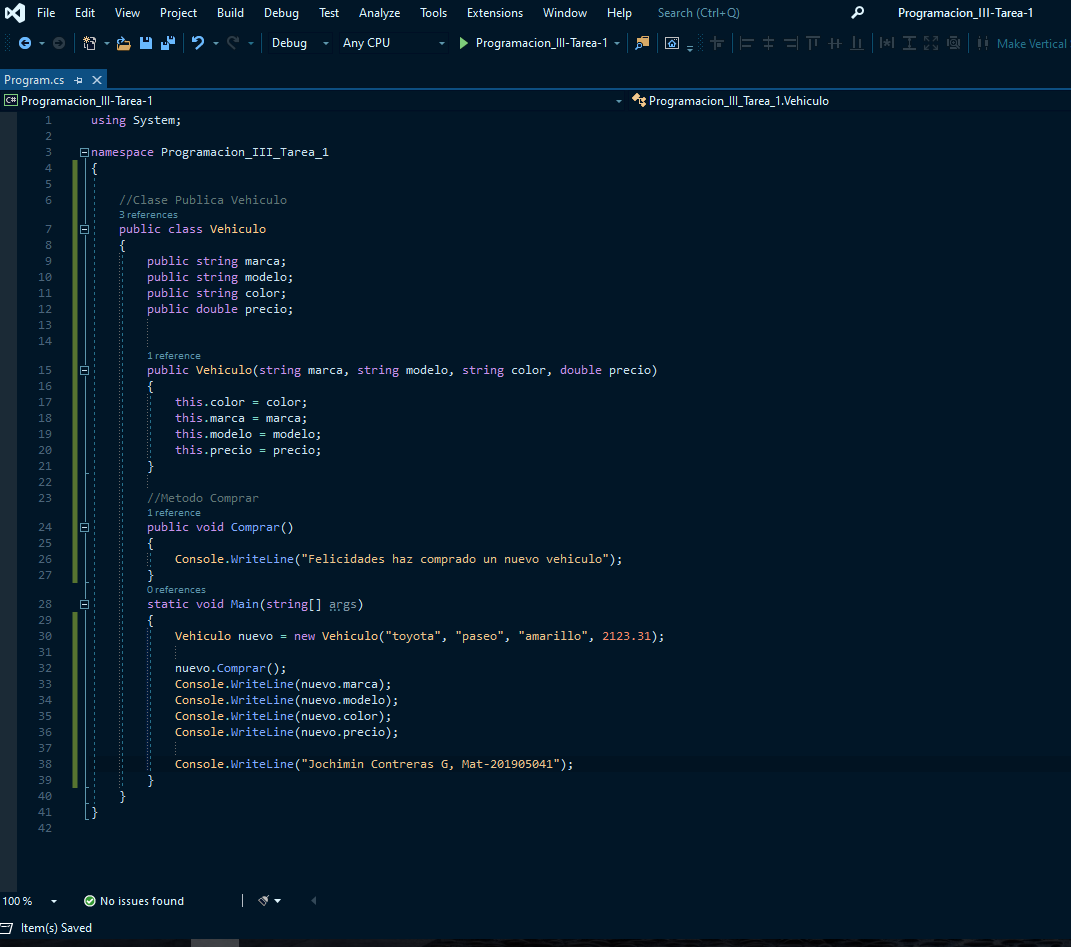 File Edit View Project Build Debug Test Analyze Tools Extensions Window Help Search (Ctrl+Q) Programacion_III-Tarea-1
Debug Any CPU Programacion_III-Tarea-1 Make Vertical
Program.cs
C# Programacion_III-Tarea-1 Programacion_III_Tarea_1.Vehiculo
1 using System;
2
3 namespace Programacion_III_Tarea_1
4 {
5
6 //Clase Publica Vehiculo
3 references
7 public class Vehiculo
8 {
9 public string marca;
10 public string modelo;
11 public string color;
12 public double precio;
13
14
1 reference
15 public Vehiculo(string marca, string modelo, string color, double precio)
16 {
17 this.color = color;
18 this.marca = marca;
19 this.modelo = modelo;
20 this.precio = precio;
21 }
22
23 //Metodo Comprar
1 reference
24 public void Comprar()
25 {
26 Console.WriteLine("Felicidades haz comprado un nuevo vehiculo");
27 }
0 references
28 static void Main(string[] args)
29 {
30 Vehiculo nuevo = new Vehiculo("toyota", "paseo", "amarillo", 2123.31);
31
32 nuevo.Comprar();
33 Console.WriteLine(nuevo.marca);
34 Console.WriteLine(nuevo.modelo);
35 Console.WriteLine(nuevo.color);
36 Console.WriteLine(nuevo.precio);
37
38 Console.WriteLine("Jochimin Contreras G, Mat-201905041");
39 }
40 }
41 }
42
100 % No issues found
Item(s) Saved